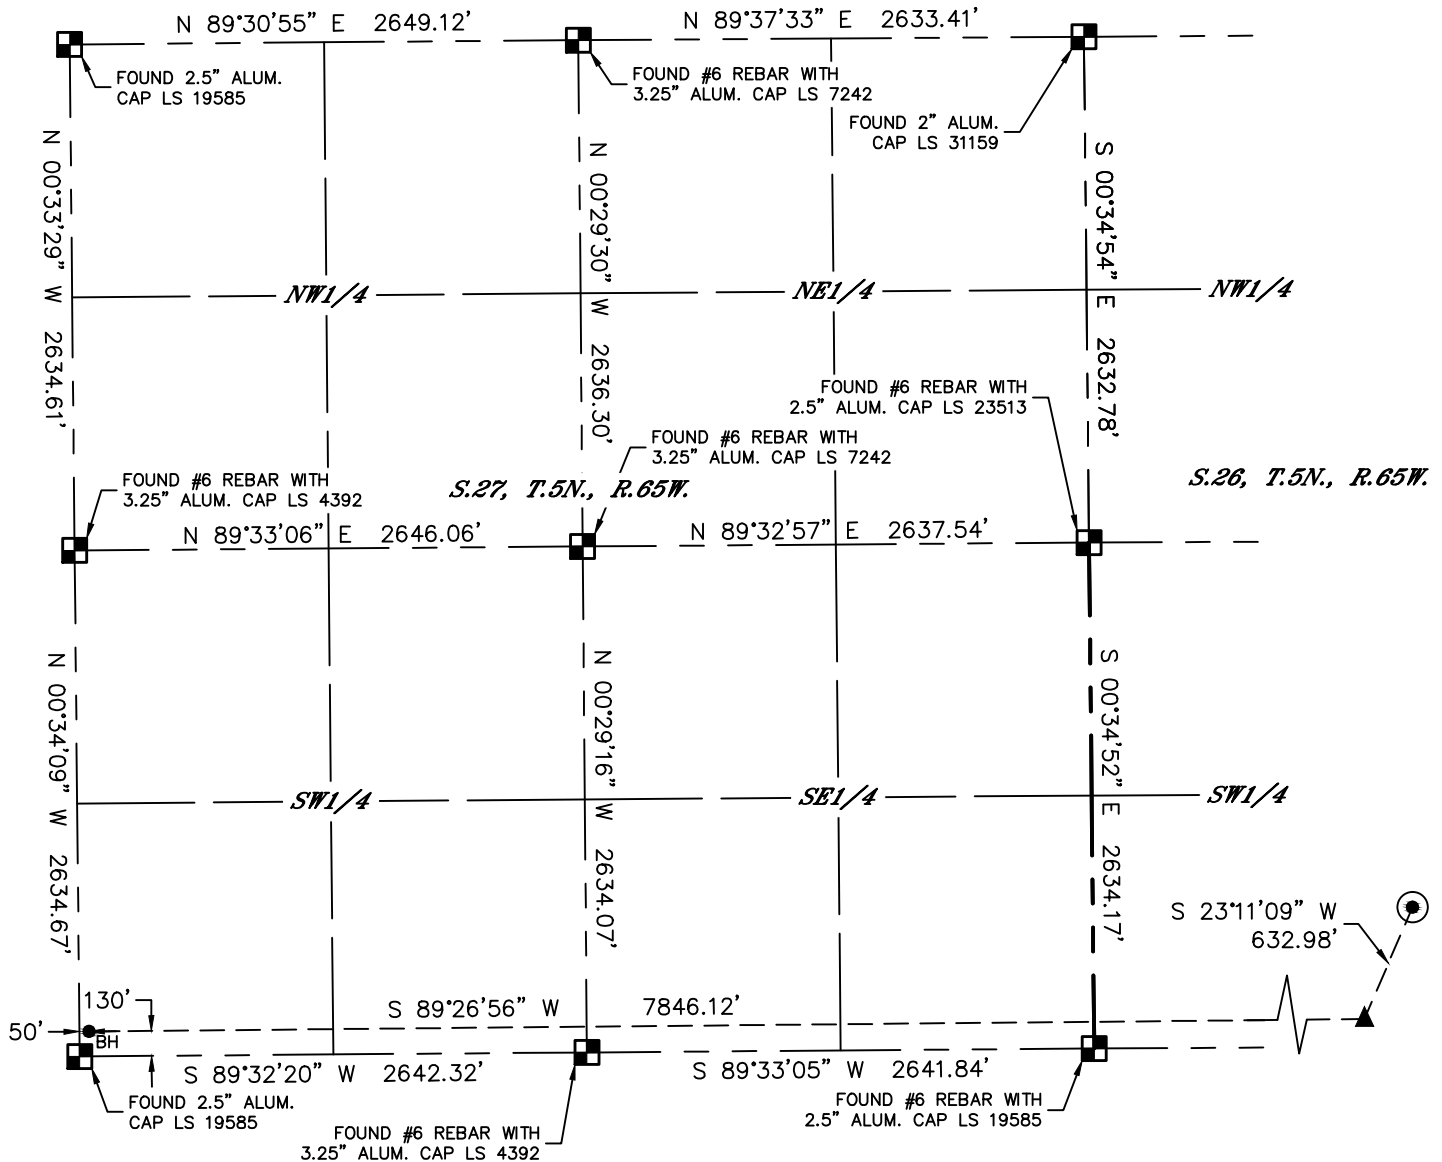 N 89°30'55" E 2649.12'
N 89°37'33" E 2633.41'
FOUND 2.5" ALUM.
CAP LS 19585
FOUND #6 REBAR WITH
3.25" ALUM. CAP LS 7242
FOUND 2" ALUM.
CAP LS 31159
N 00°33'29" W 2634.61'
N 00°29'30" W 2636.30'
S 00°34'54" E 2632.78'
NW1/4
NE1/4
NW1/4
FOUND #6 REBAR WITH
2.5" ALUM. CAP LS 23513
FOUND #6 REBAR WITH
3.25" ALUM. CAP LS 7242
FOUND #6 REBAR WITH
3.25" ALUM. CAP LS 4392
S.27, T.5N., R.65W.
S.26, T.5N., R.65W.
N 89°33'06" E 2646.06'
N 89°32'57" E 2637.54'
N 00°34'09" W 2634.67'
N 00°29'16" W 2634.07'
S 00°34'52" E 2634.17'
SW1/4
SE1/4
SW1/4
S 23°11'09" W
632.98'
130'
S 89°26'56" W 7846.12'
50'
BH
S 89°32'20" W 2642.32'
S 89°33'05" W 2641.84'
FOUND 2.5" ALUM.
CAP LS 19585
FOUND #6 REBAR WITH
3.25" ALUM. CAP LS 4392
FOUND #6 REBAR WITH
2.5" ALUM. CAP LS 19585